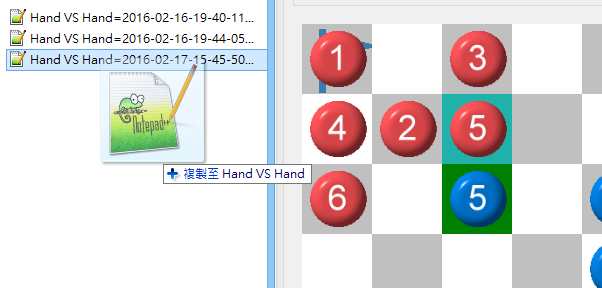 Hand VS Hand=2016-02-16-19-40-11...
Hand VS Hand=2016-02-16-19-44-05...
Hand VS Hand=2016-02-17-15-45-50...
Notepad++
複製至 Hand VS Hand
1 3
4 2 5
6 5